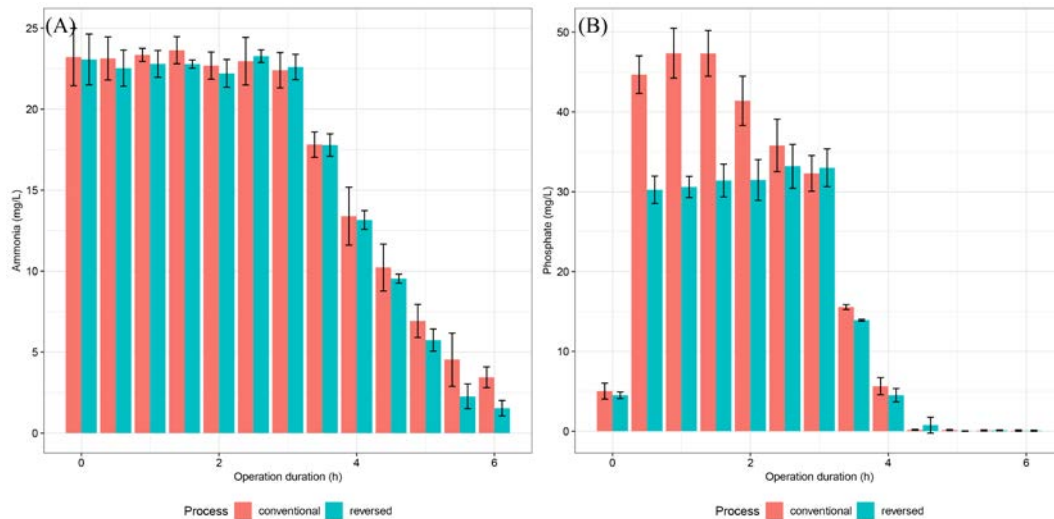 (A)
Ammonia (mg/L)
25
20
15
10
5
0
0 2 4 6
Operation duration (h)
Process conventional reversed
(B)
Phosphate (mg/L)
50
40
30
20
10
0
0 2 4 6
Operation duration (h)
Process conventional reversed